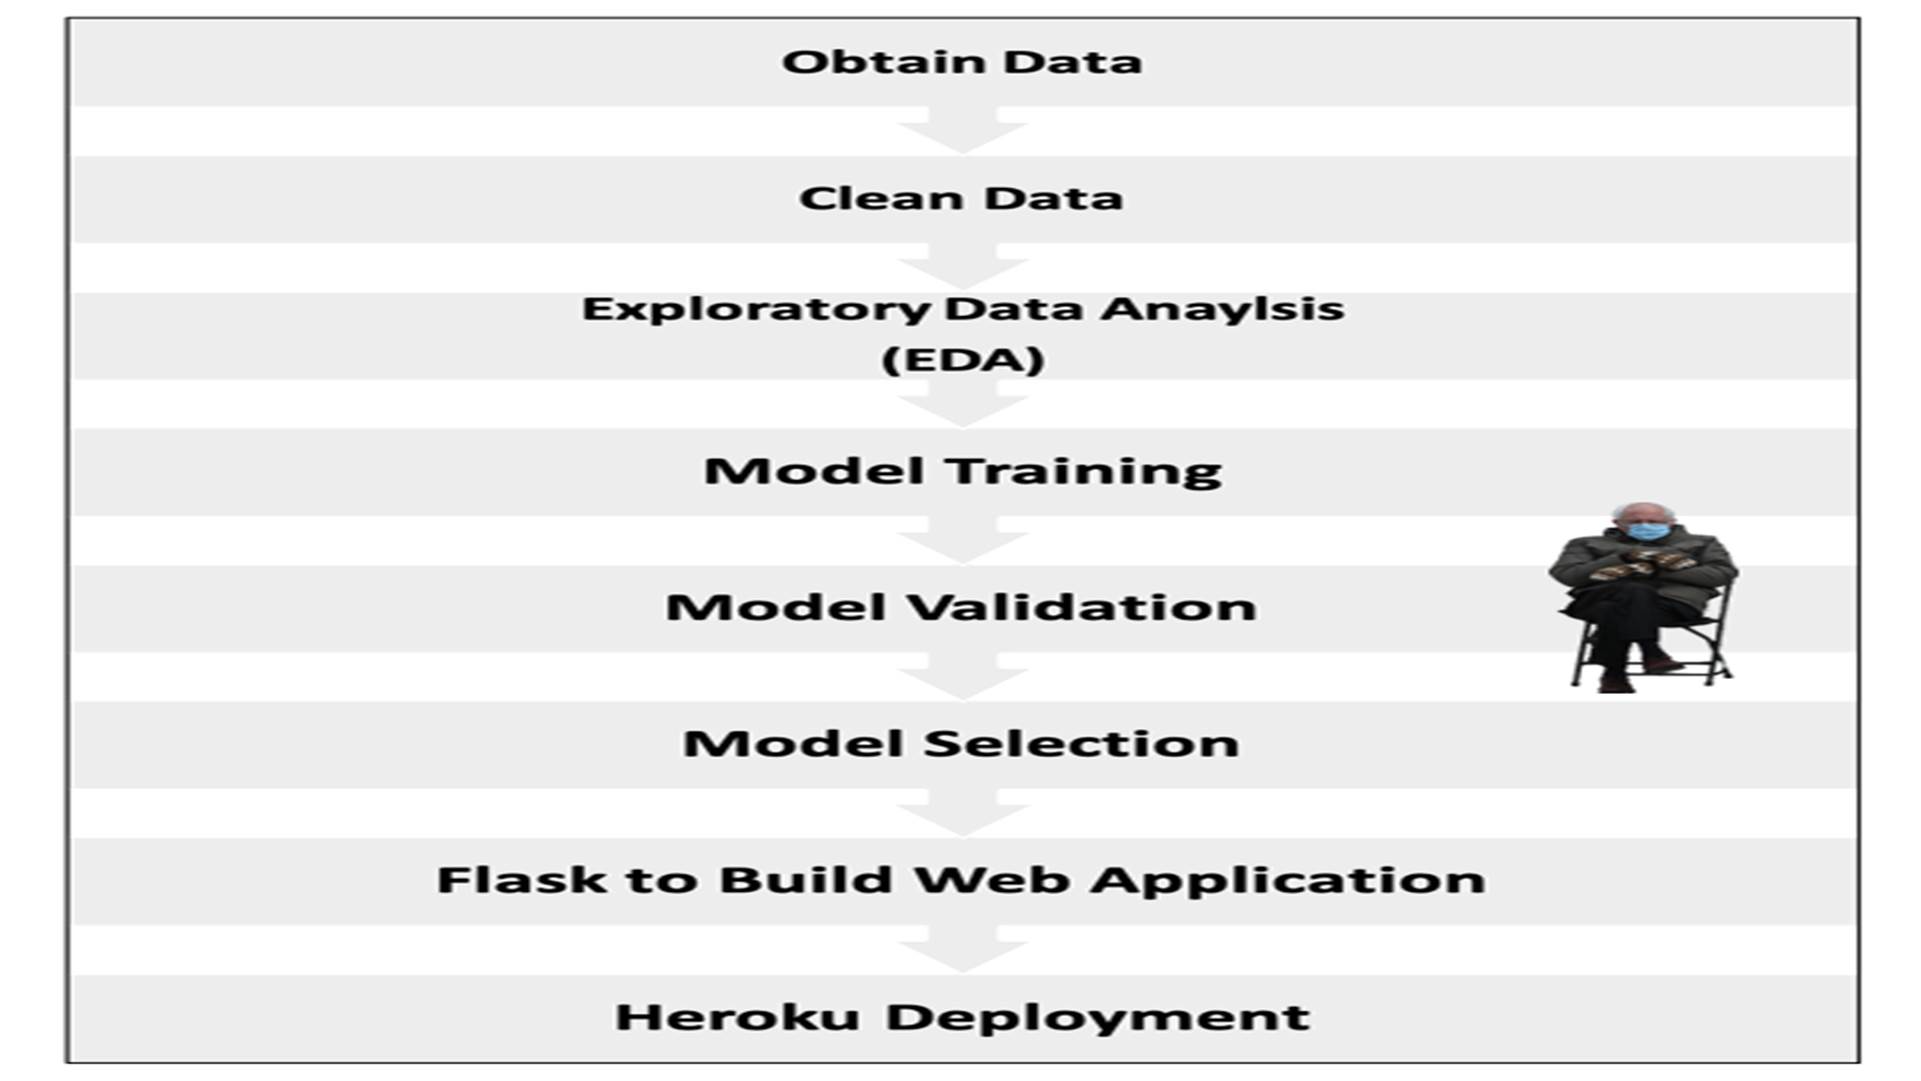 Obtain Data
Clean Data
Exploratory Data Anaylsis
(EDA)
Model Training
Model Validation
Model Selection
Flask to Build Web Application
Heroku Deployment